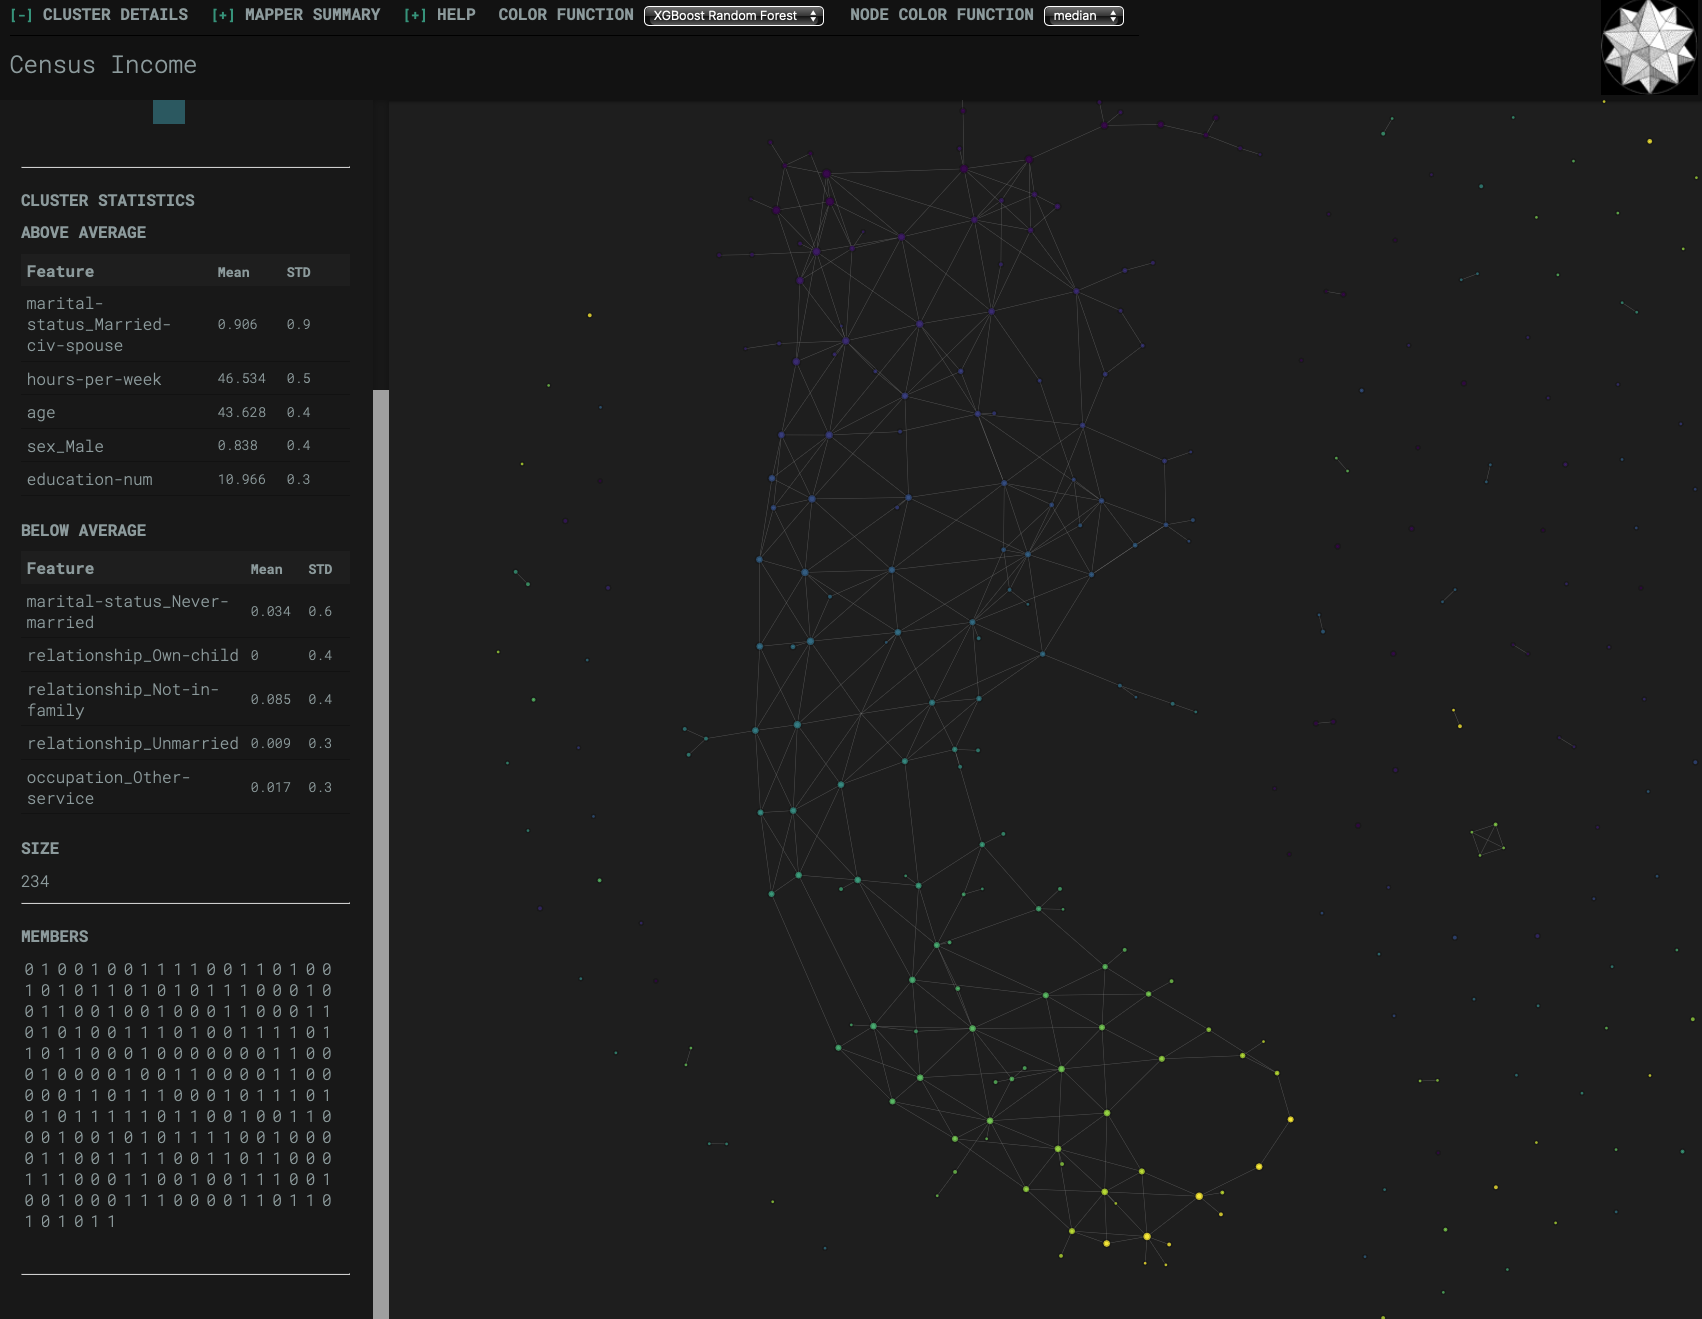 [-] CLUSTER DETAILS [+] MAPPER SUMMARY [+] HELP COLOR FUNCTION XGBoost Random Forest NODE COLOR FUNCTION median
Census Income
CLUSTER STATISTICS
ABOVE AVERAGE
Feature Mean STD
marital-
status_Married- 0.906 0.9
civ-spouse
hours-per-week 46.534 0.5
age 43.628 0.4
sex_Male 0.838 0.4
education-num 10.966 0.3
BELOW AVERAGE
Feature Mean STD
marital-status_Never- 0.034 0.6
married
relationship_Own-child 0 0.4
relationship_Not-in- 0.085 0.4
family
relationship_Unmarried 0.009 0.3
occupation_Other- 0.017 0.3
service
SIZE
234
MEMBERS
0 1 0 0 1 0 0 1 1 1 1 0 0 1 1 0 1 0 0
1 0 1 0 1 1 0 1 0 1 0 1 1 1 0 0 0 1 0
0 1 1 0 0 1 0 0 1 0 0 0 1 1 0 0 0 1 1
0 1 0 1 0 0 1 1 1 0 1 0 0 1 1 1 1 0 1
1 0 1 1 0 0 0 1 0 0 0 0 0 0 0 1 1 0 0
0 1 0 0 0 0 1 0 0 1 1 0 0 0 0 1 1 0 0
0 0 0 1 1 0 1 1 1 0 0 0 1 0 1 1 1 0 1
0 1 0 1 1 1 1 1 0 1 1 0 0 1 0 0 1 1 0
0 0 1 0 0 1 0 1 0 1 1 1 1 0 0 1 0 0 0
0 1 1 0 0 1 1 1 1 0 0 1 1 0 1 1 0 0 0
1 1 1 0 0 0 1 1 0 0 1 0 0 1 1 1 0 0 1
0 0 1 0 0 0 1 1 1 0 0 0 0 1 1 0 1 1 0
1 0 1 0 1 1